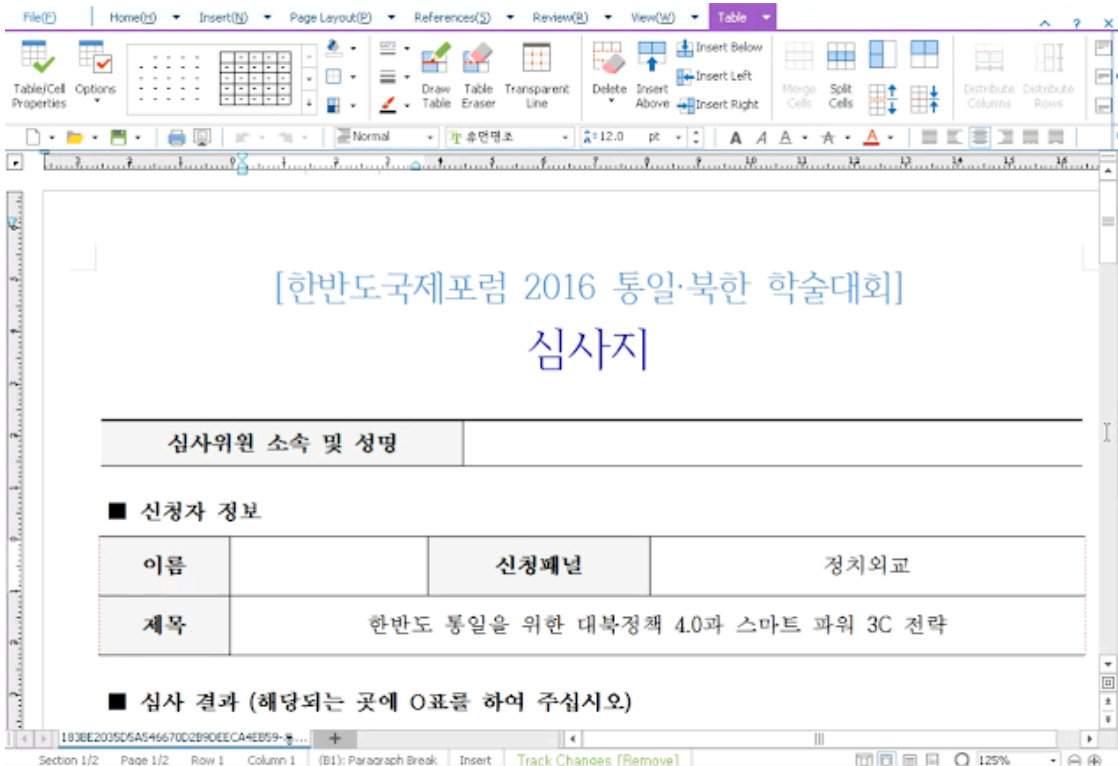 File(F) Home(H) Insert(N) Page Layout(P) References(S) Review(R) View(W) Table
Table/Cell Properties
Options
Draw Table
Table Eraser
Transparent Line
Delete
Insert Above
Insert Below
Insert Left
Insert Right
Merge Cells
Split Cells
Distribute Columns
Distribute Rows
Normal 휴먼명조 12.0 pt
[한반도국제포럼 2016 통일·북한 학술대회]
심사지
심사위원 소속 및 성명
■ 신청자 정보
이름 신청패널 정치외교
제목 한반도 통일을 위한 대북정책 4.0과 스마트 파워 3C 전략
■ 심사 결과 (해당되는 곳에 O표를 하여 주십시오)
Section 1/2 Page 1/2 Row 1 Column 1 (B1): Paragraph Break Insert Track Changes [Remove] 125%